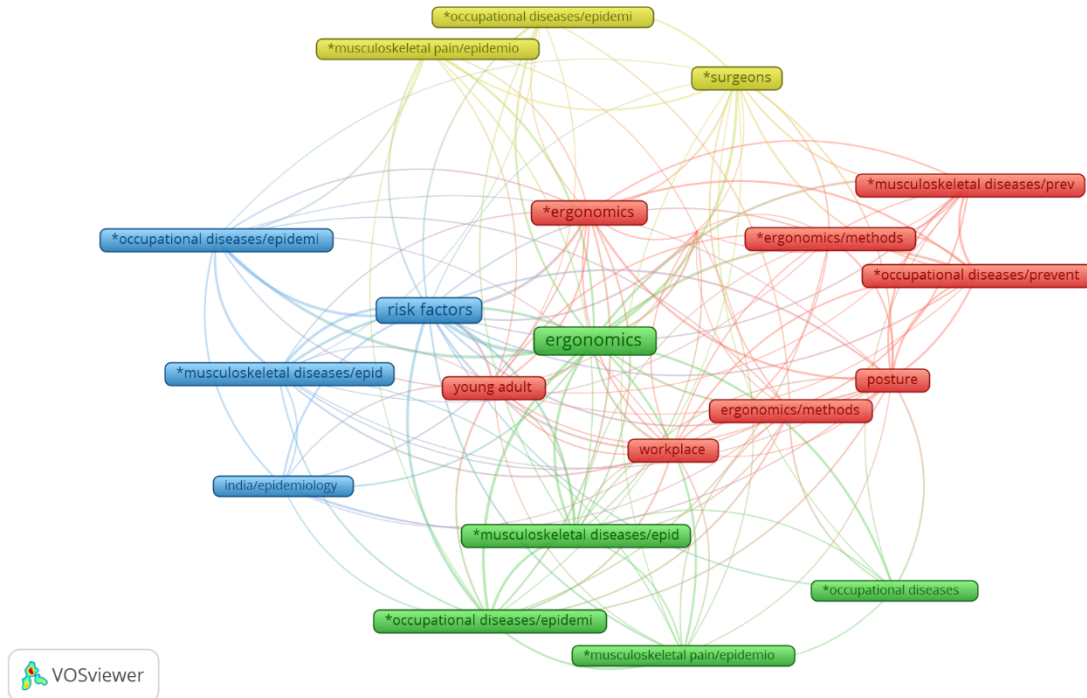 *occupational diseases/epidemi
*musculoskeletal pain/epidemio
*surgeons
*musculoskeletal diseases/prev
*ergonomics
*occupational diseases/epidemi
*ergonomics/methods
*occupational diseases/prevent
risk factors
ergonomics
*musculoskeletal diseases/epid
young adult
posture
ergonomics/methods
workplace
india/epidemiology
*musculoskeletal diseases/epid
*occupational diseases
*occupational diseases/epidemi
*musculoskeletal pain/epidemio
VOSviewer